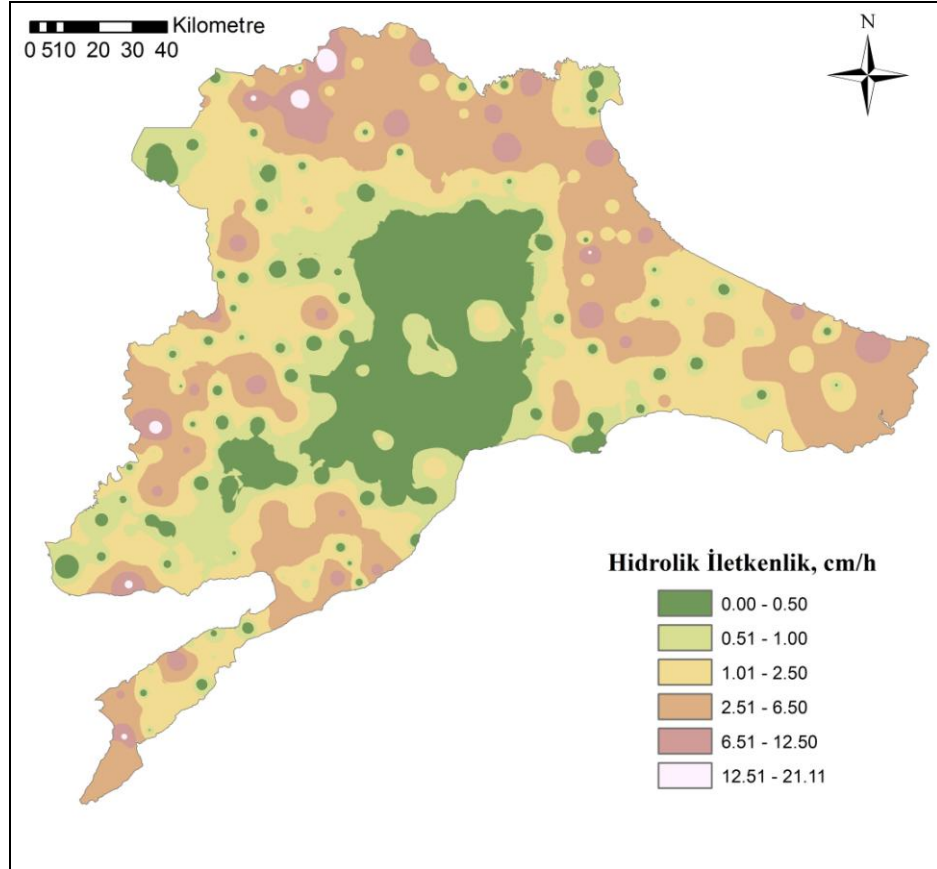 Kilometre
0 510 20 30 40
N
Hidrolik İletkenlik, cm/h
0.00 - 0.50
0.51 - 1.00
1.01 - 2.50
2.51 - 6.50
6.51 - 12.50
12.51 - 21.11